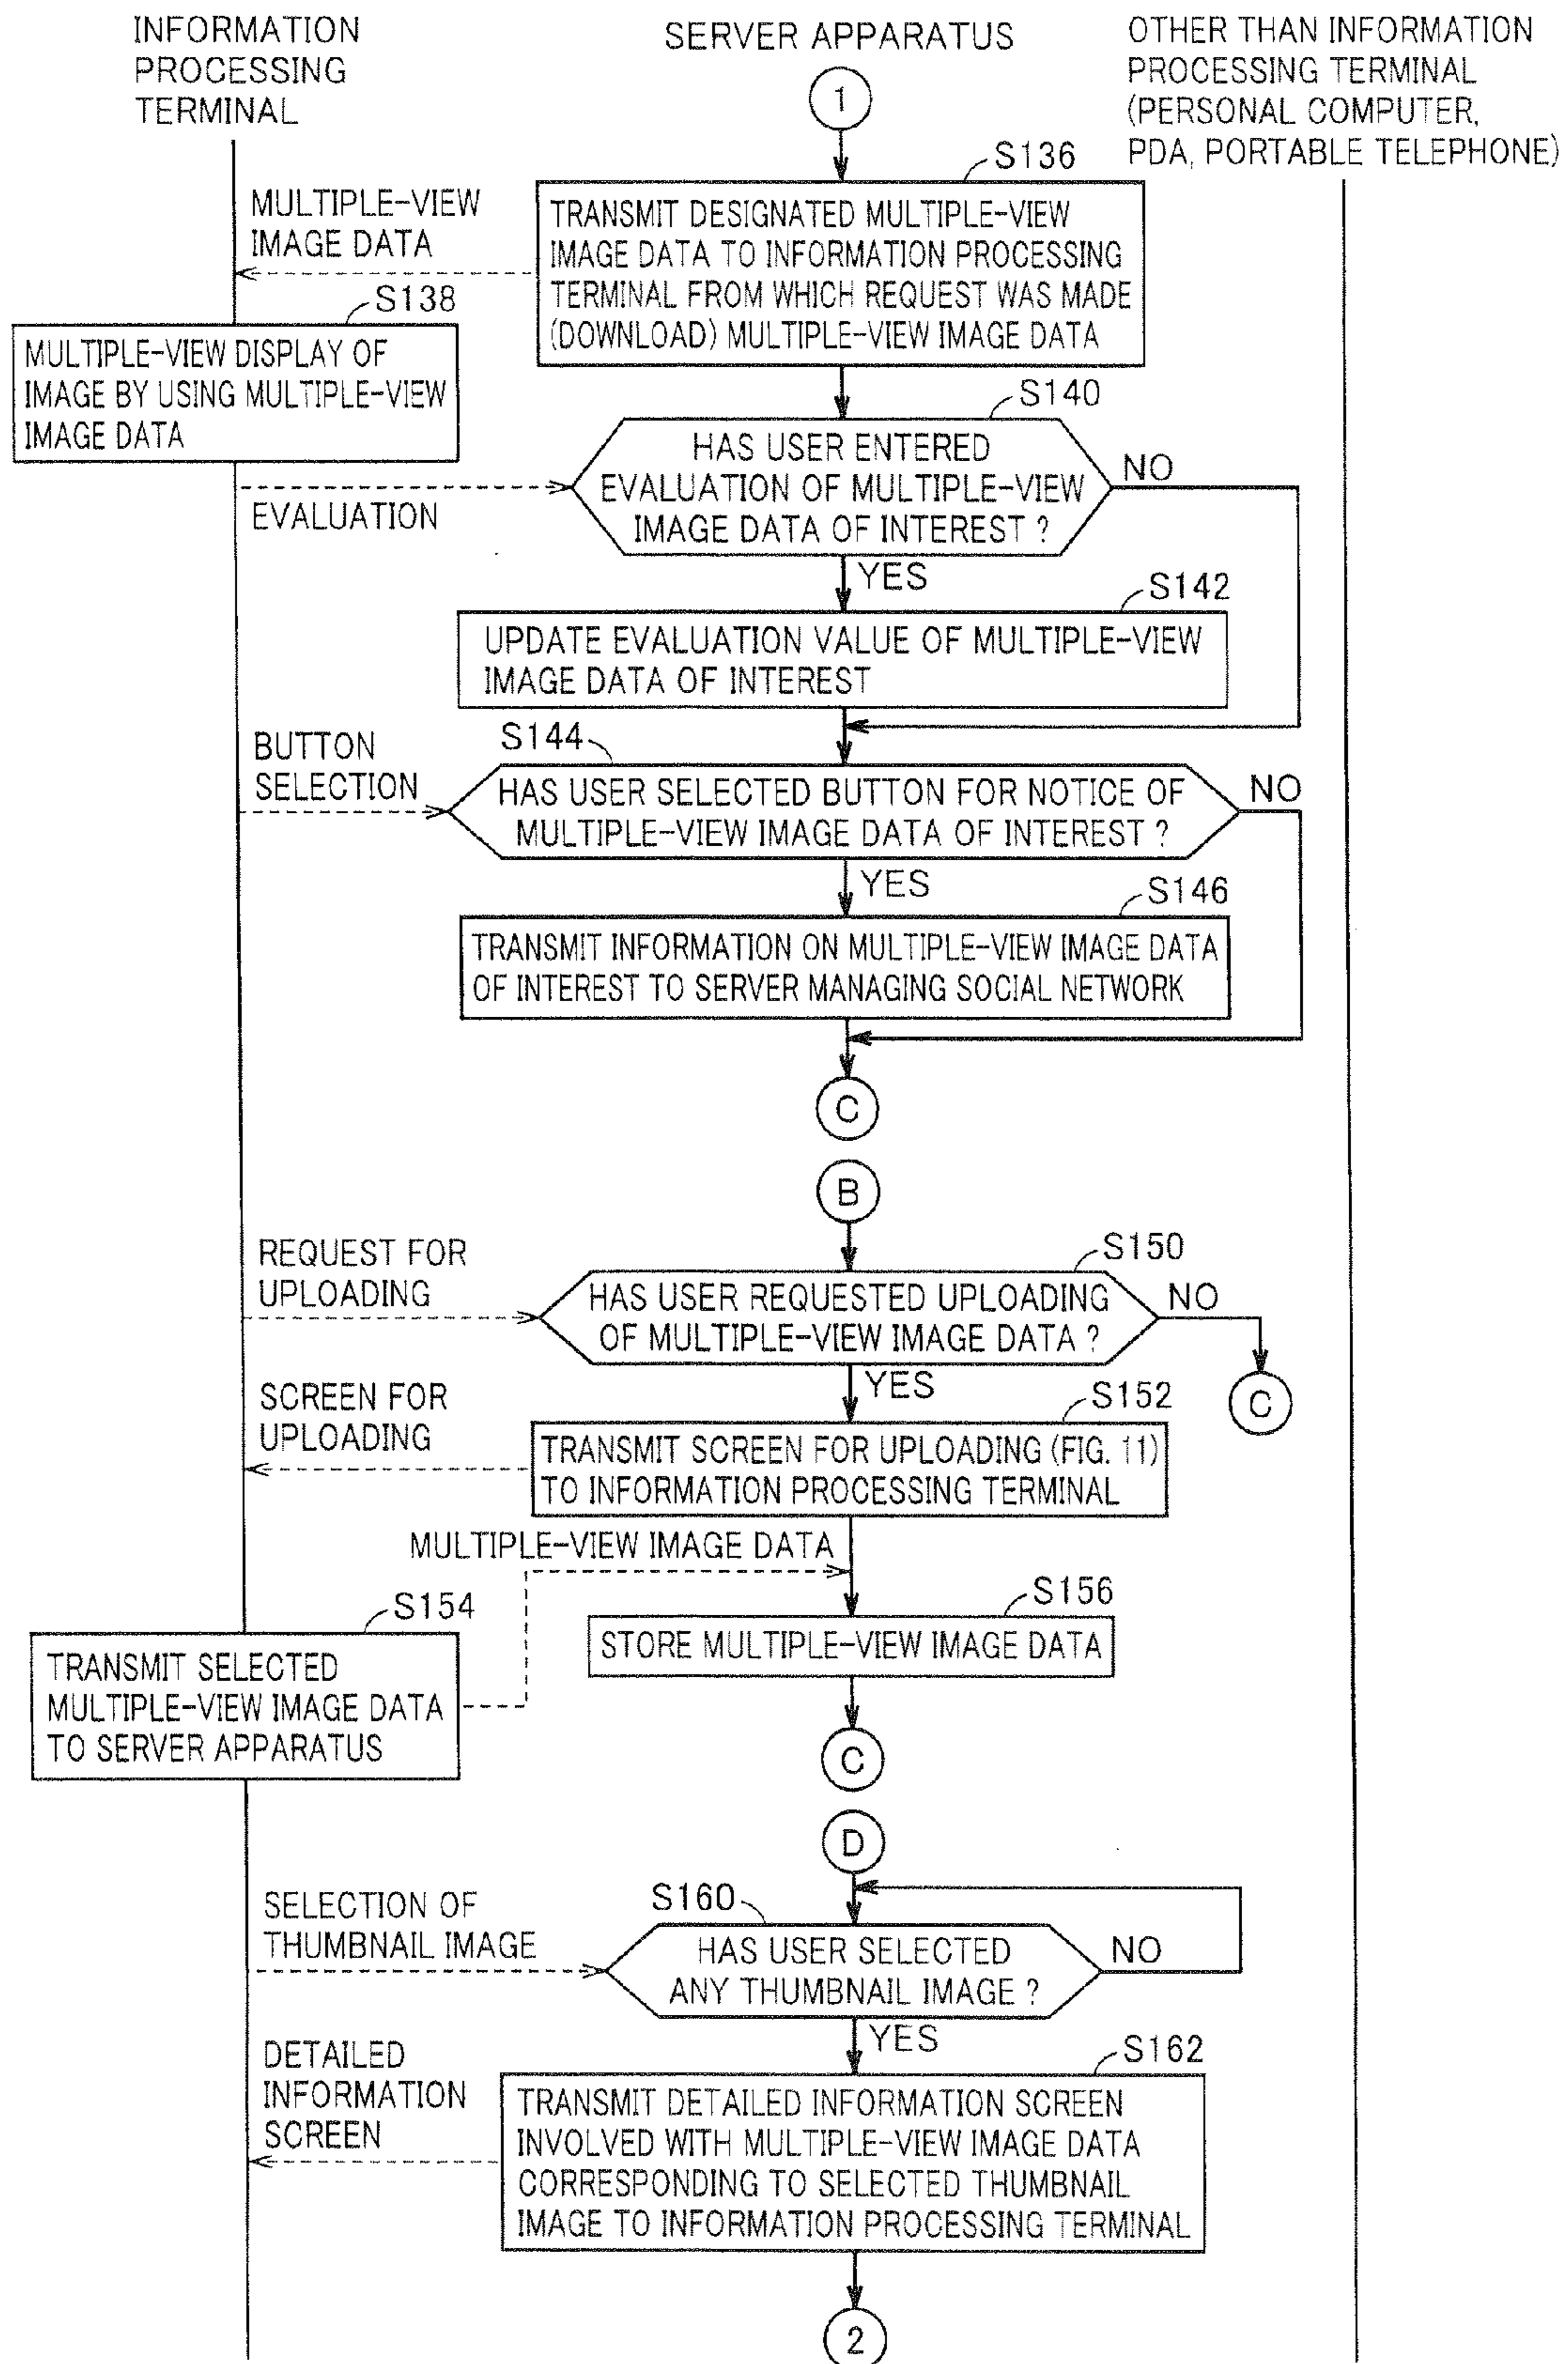 INFORMATION
PROCESSING
TERMINAL
SERVER APPARATUS
OTHER THAN INFORMATION
PROCESSING TERMINAL
(PERSONAL COMPUTER,
PDA, PORTABLE TELEPHONE)
1
S136
MULTIPLE-VIEW
IMAGE DATA
TRANSMIT DESIGNATED MULTIPLE-VIEW
IMAGE DATA TO INFORMATION PROCESSING
TERMINAL FROM WHICH REQUEST WAS MADE
(DOWNLOAD) MULTIPLE-VIEW IMAGE DATA
S138
MULTIPLE-VIEW DISPLAY OF
IMAGE BY USING MULTIPLE-VIEW
IMAGE DATA
S140
HAS USER ENTERED
EVALUATION OF MULTIPLE-VIEW
IMAGE DATA OF INTEREST ?
NO
EVALUATION
YES
S142
UPDATE EVALUATION VALUE OF MULTIPLE-VIEW
IMAGE DATA OF INTEREST
BUTTON
SELECTION
S144
HAS USER SELECTED BUTTON FOR NOTICE OF
MULTIPLE-VIEW IMAGE DATA OF INTEREST ?
NO
YES
S146
TRANSMIT INFORMATION ON MULTIPLE-VIEW IMAGE DATA
OF INTEREST TO SERVER MANAGING SOCIAL NETWORK
C
B
REQUEST FOR
UPLOADING
S150
HAS USER REQUESTED UPLOADING
OF MULTIPLE-VIEW IMAGE DATA ?
NO
YES
C
SCREEN FOR
UPLOADING
S152
TRANSMIT SCREEN FOR UPLOADING (FIG. 11)
TO INFORMATION PROCESSING TERMINAL
MULTIPLE-VIEW IMAGE DATA
S154
TRANSMIT SELECTED
MULTIPLE-VIEW IMAGE DATA
TO SERVER APPARATUS
S156
STORE MULTIPLE-VIEW IMAGE DATA
C
D
SELECTION OF
THUMBNAIL IMAGE
S160
HAS USER SELECTED
ANY THUMBNAIL IMAGE ?
NO
YES
DETAILED
INFORMATION
SCREEN
S162
TRANSMIT DETAILED INFORMATION SCREEN
INVOLVED WITH MULTIPLE-VIEW IMAGE DATA
CORRESPONDING TO SELECTED THUMBNAIL
IMAGE TO INFORMATION PROCESSING TERMINAL
2